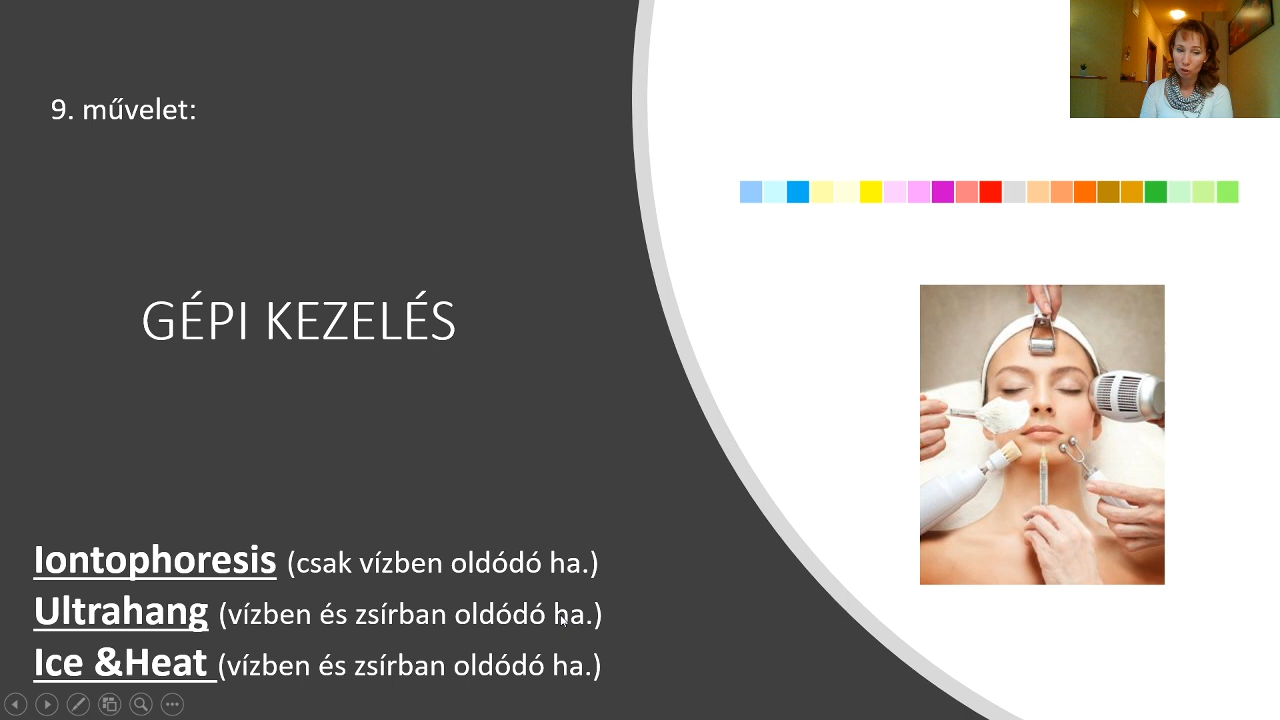 9. művelet:
GÉPI KEZELÉS
Iontophoresis (csak vízben oldódó ha.)
Ultrahang (vízben és zsírban oldódó ha.)
Ice &Heat (vízben és zsírban oldódó ha.)